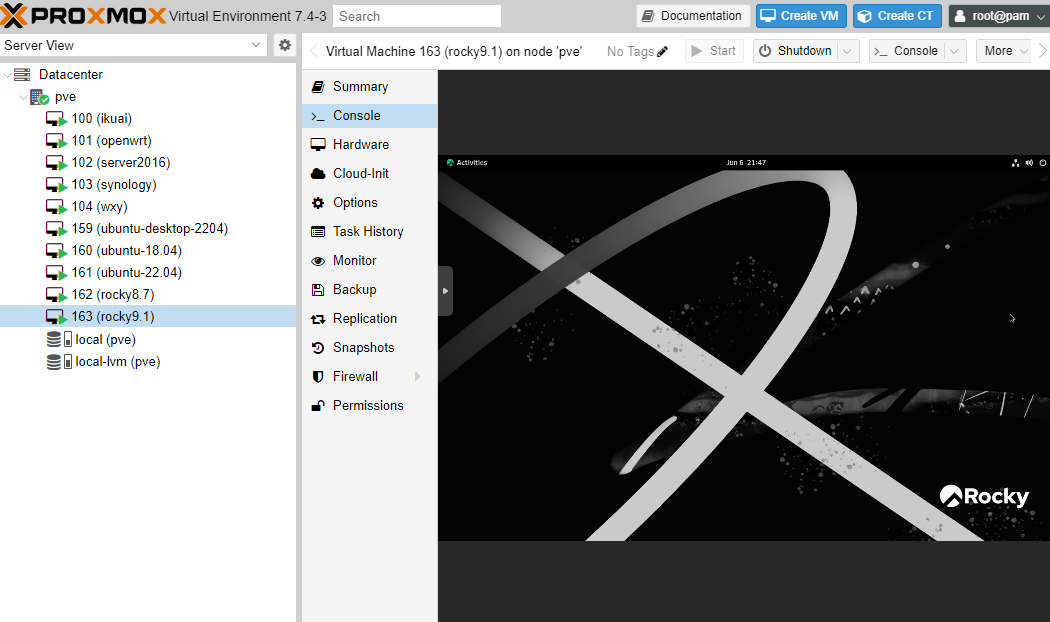 PROXMOX Virtual Environment 7.4-3 Search Documentation Create VM Create CT root@pam
Server View
Virtual Machine 163 (rocky9.1) on node 'pve' No Tags Start Shutdown Console More
Datacenter
pve
100 (ikuai)
101 (openwrt)
102 (server2016)
103 (synology)
104 (wxy)
159 (ubuntu-desktop-2204)
160 (ubuntu-18.04)
161 (ubuntu-22.04)
162 (rocky8.7)
163 (rocky9.1)
local (pve)
local-lvm (pve)
Summary
Console
Hardware
Cloud-Init
Options
Task History
Monitor
Backup
Replication
Snapshots
Firewall
Permissions
Activities Jun 6 21:47
Rocky